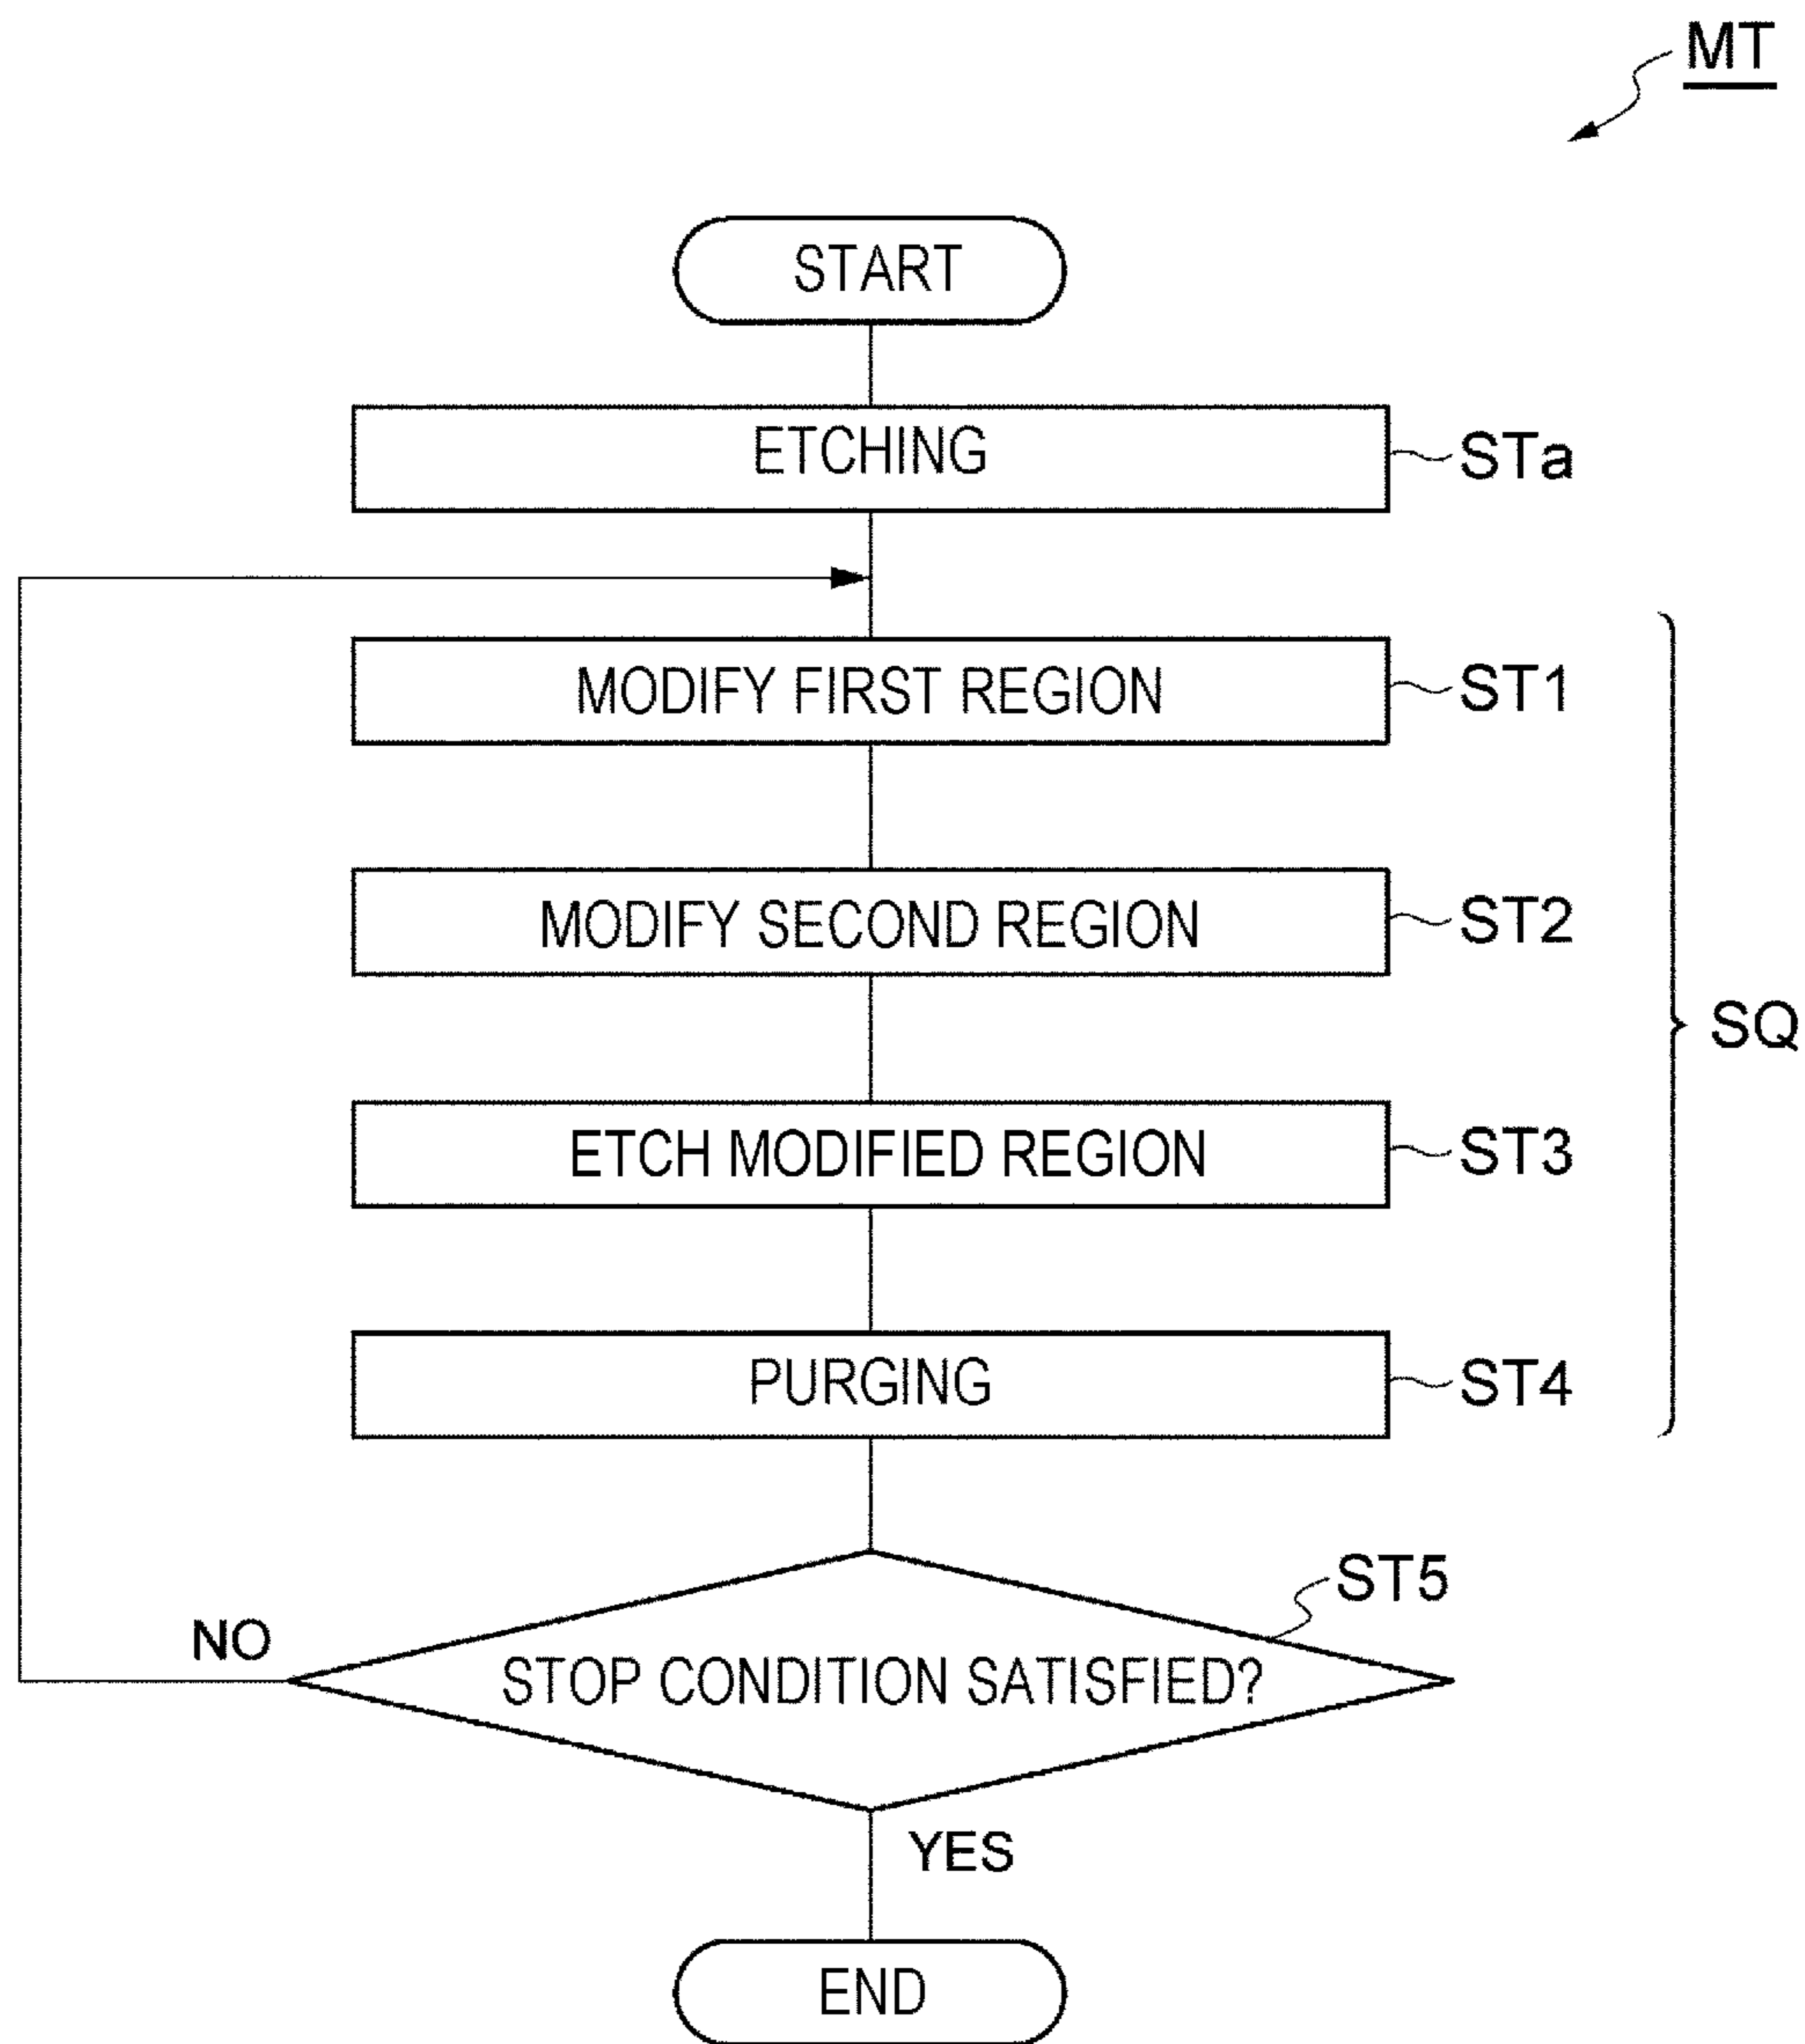 MT
START
ETCHING
STa
MODIFY FIRST REGION
ST1
MODIFY SECOND REGION
ST2
SQ
ETCH MODIFIED REGION
ST3
PURGING
ST4
ST5
NO
STOP CONDITION SATISFIED?
YES
END